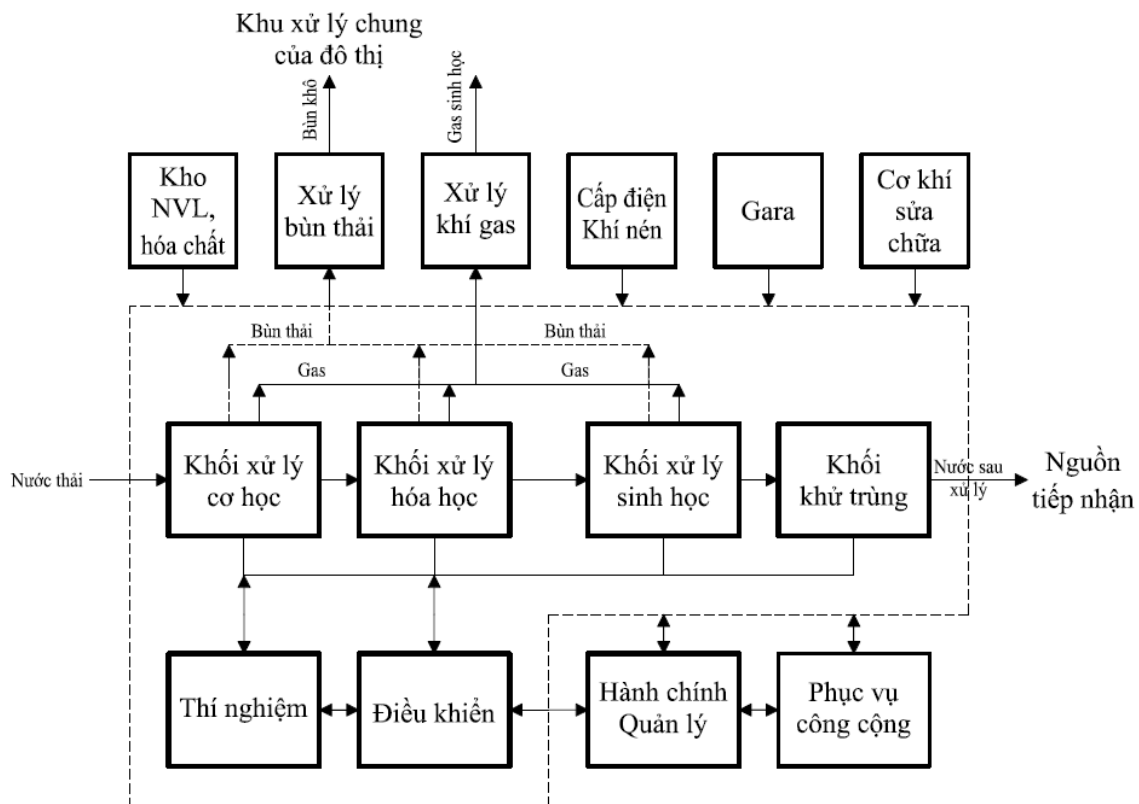 Khu xử lý chung
của đô thị
Bùn khô
Gas sinh học
Kho
NVL,
hóa chất
Xử lý
bùn thải
Xử lý
khí gas
Cấp điện
Khí nén
Gara
Cơ khí
sửa
chữa
Bùn thải
Bùn thải
Gas
Gas
Nước thải
Khối xử lý
cơ học
Khối xử lý
hóa học
Khối xử lý
sinh học
Khối
khử trùng
Nước sau
xử lý
Nguồn
tiếp nhận
Thí nghiệm
Điều khiển
Hành chính
Quản lý
Phục vụ
công cộng